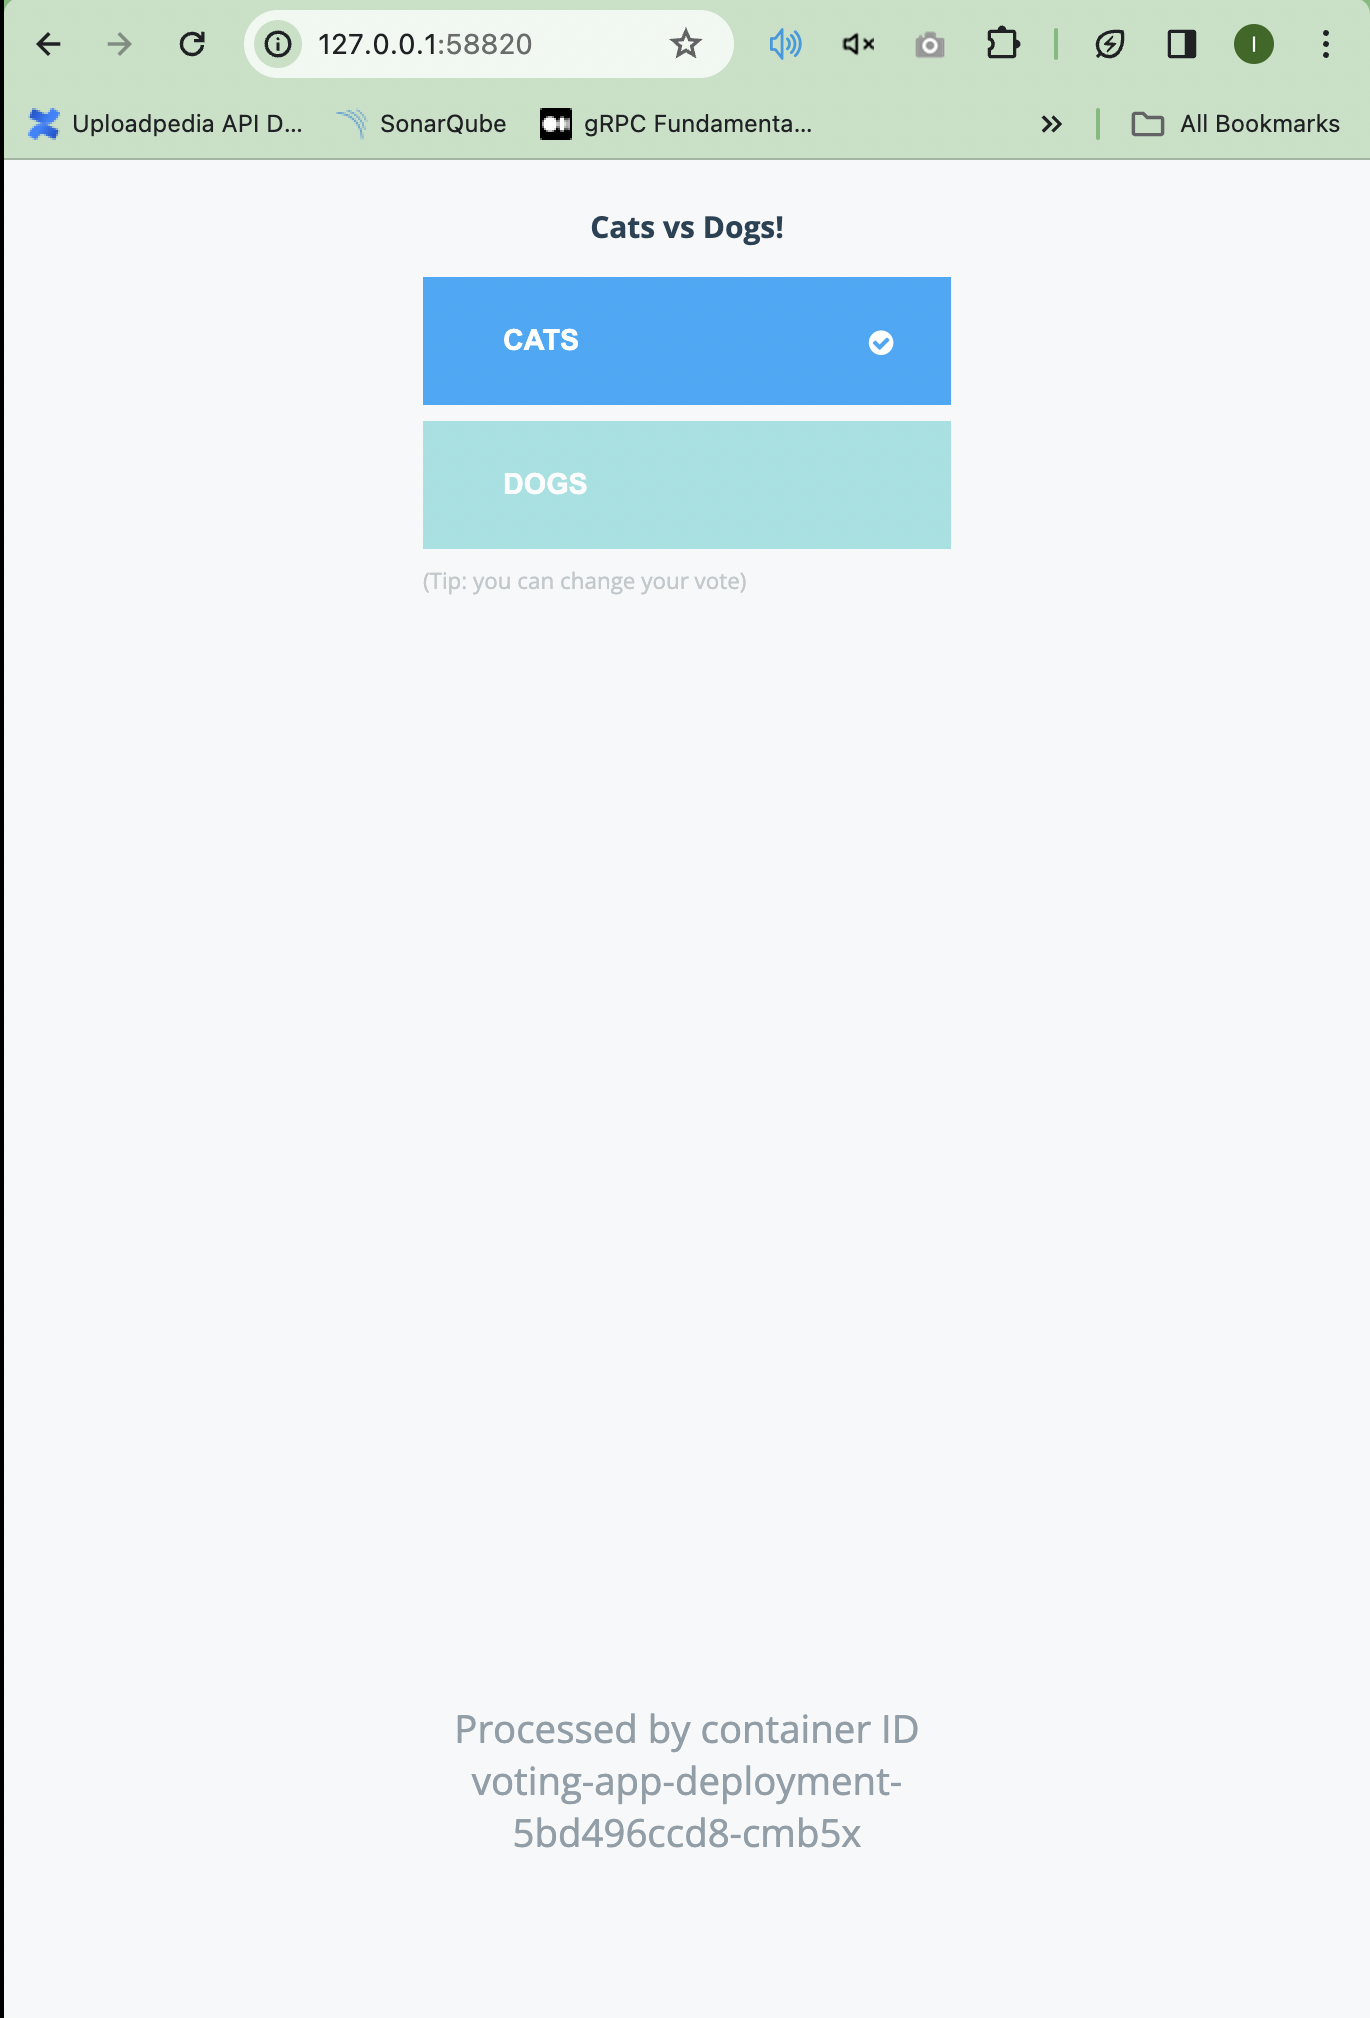 127.0.0.1:58820
I
Uploadpedia API D...
SonarQube
gRPC Fundamenta...
All Bookmarks
Cats vs Dogs!
CATS
DOGS
(Tip: you can change your vote)
Processed by container ID
voting-app-deployment-
5bd496ccd8-cmb5x